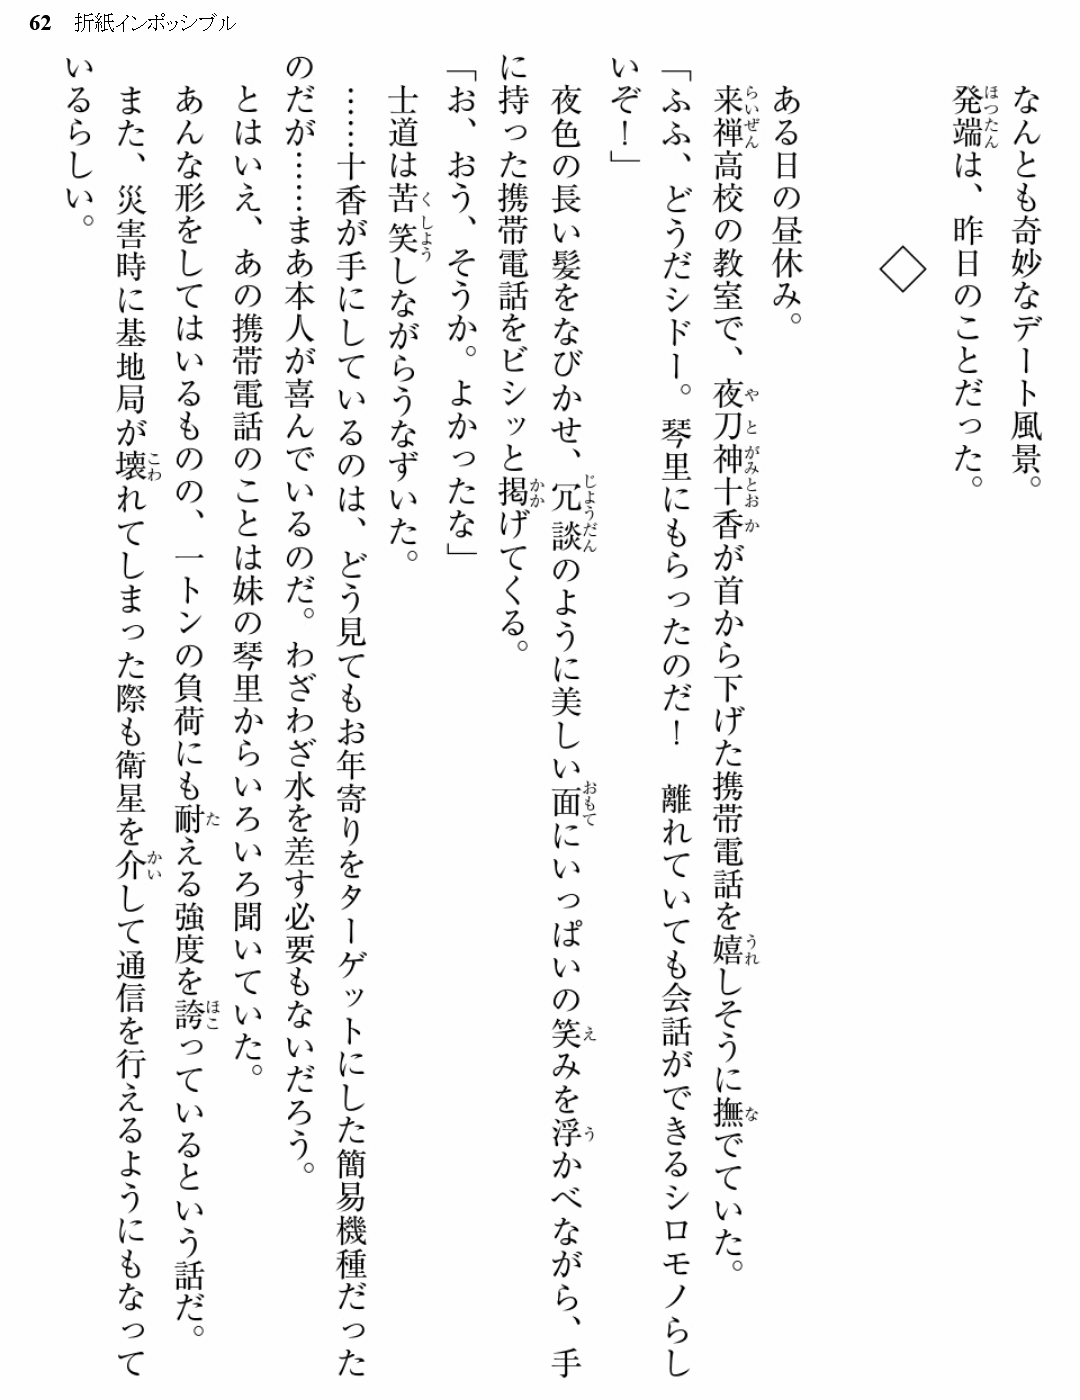 62 折紙インポッシブル
なんとも奇妙なデート風景。
発端は、昨日のことだった。
◇
ある日の昼休み。
来禅高校の教室で、夜刀神十香が首から下げた携帯電話を嬉しそうに撫でていた。
「ふふ、どうだシドー。琴里にもらったのだ！　離れていても会話ができるシロモノらし
いぞ！」
夜色の長い髪をなびかせ、冗談のように美しい面にいっぱいの笑みを浮かべながら、手
に持った携帯電話をビシッと掲げてくる。
「お、おう、そうか。よかったな」
士道は苦笑しながらうなずいた。
……十香が手にしているのは、どう見てもお年寄りをターゲットにした簡易機種だった
のだが……まあ本人が喜んでいるのだ。わざわざ水を差す必要もないだろう。
とはいえ、あの携帯電話のことは妹の琴里からいろいろ聞いていた。
あんな形をしてはいるものの、一トンの負荷にも耐える強度を誇っているという話だ。
また、災害時に基地局が壊れてしまった際も衛星を介して通信を行えるようにもなって
いるらしい。